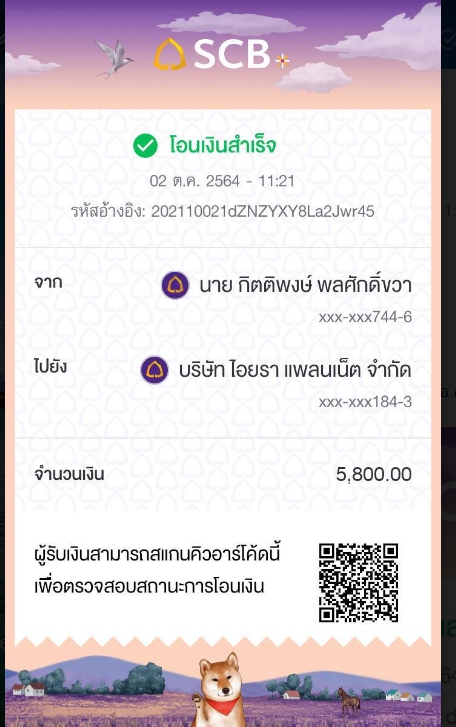 SCB
โอนเงินสำเร็จ
02 ต.ค. 2564 - 11:21
รหัสอ้างอิง: 202110021dZNZYXY8La2Jwr45
จาก
นาย กิตติพงษ์ พลศักดิ์ขวา
xxx-xxx744-6
ไปยัง
บริษัท ไอยรา แพลนเน็ต จำกัด
xxx-xxx184-3
จำนวนเงิน 5,800.00
ผู้รับเงินสามารถสแกนคิวอาร์โค้ดนี้
เพื่อตรวจสอบสถานะการโอนเงิน